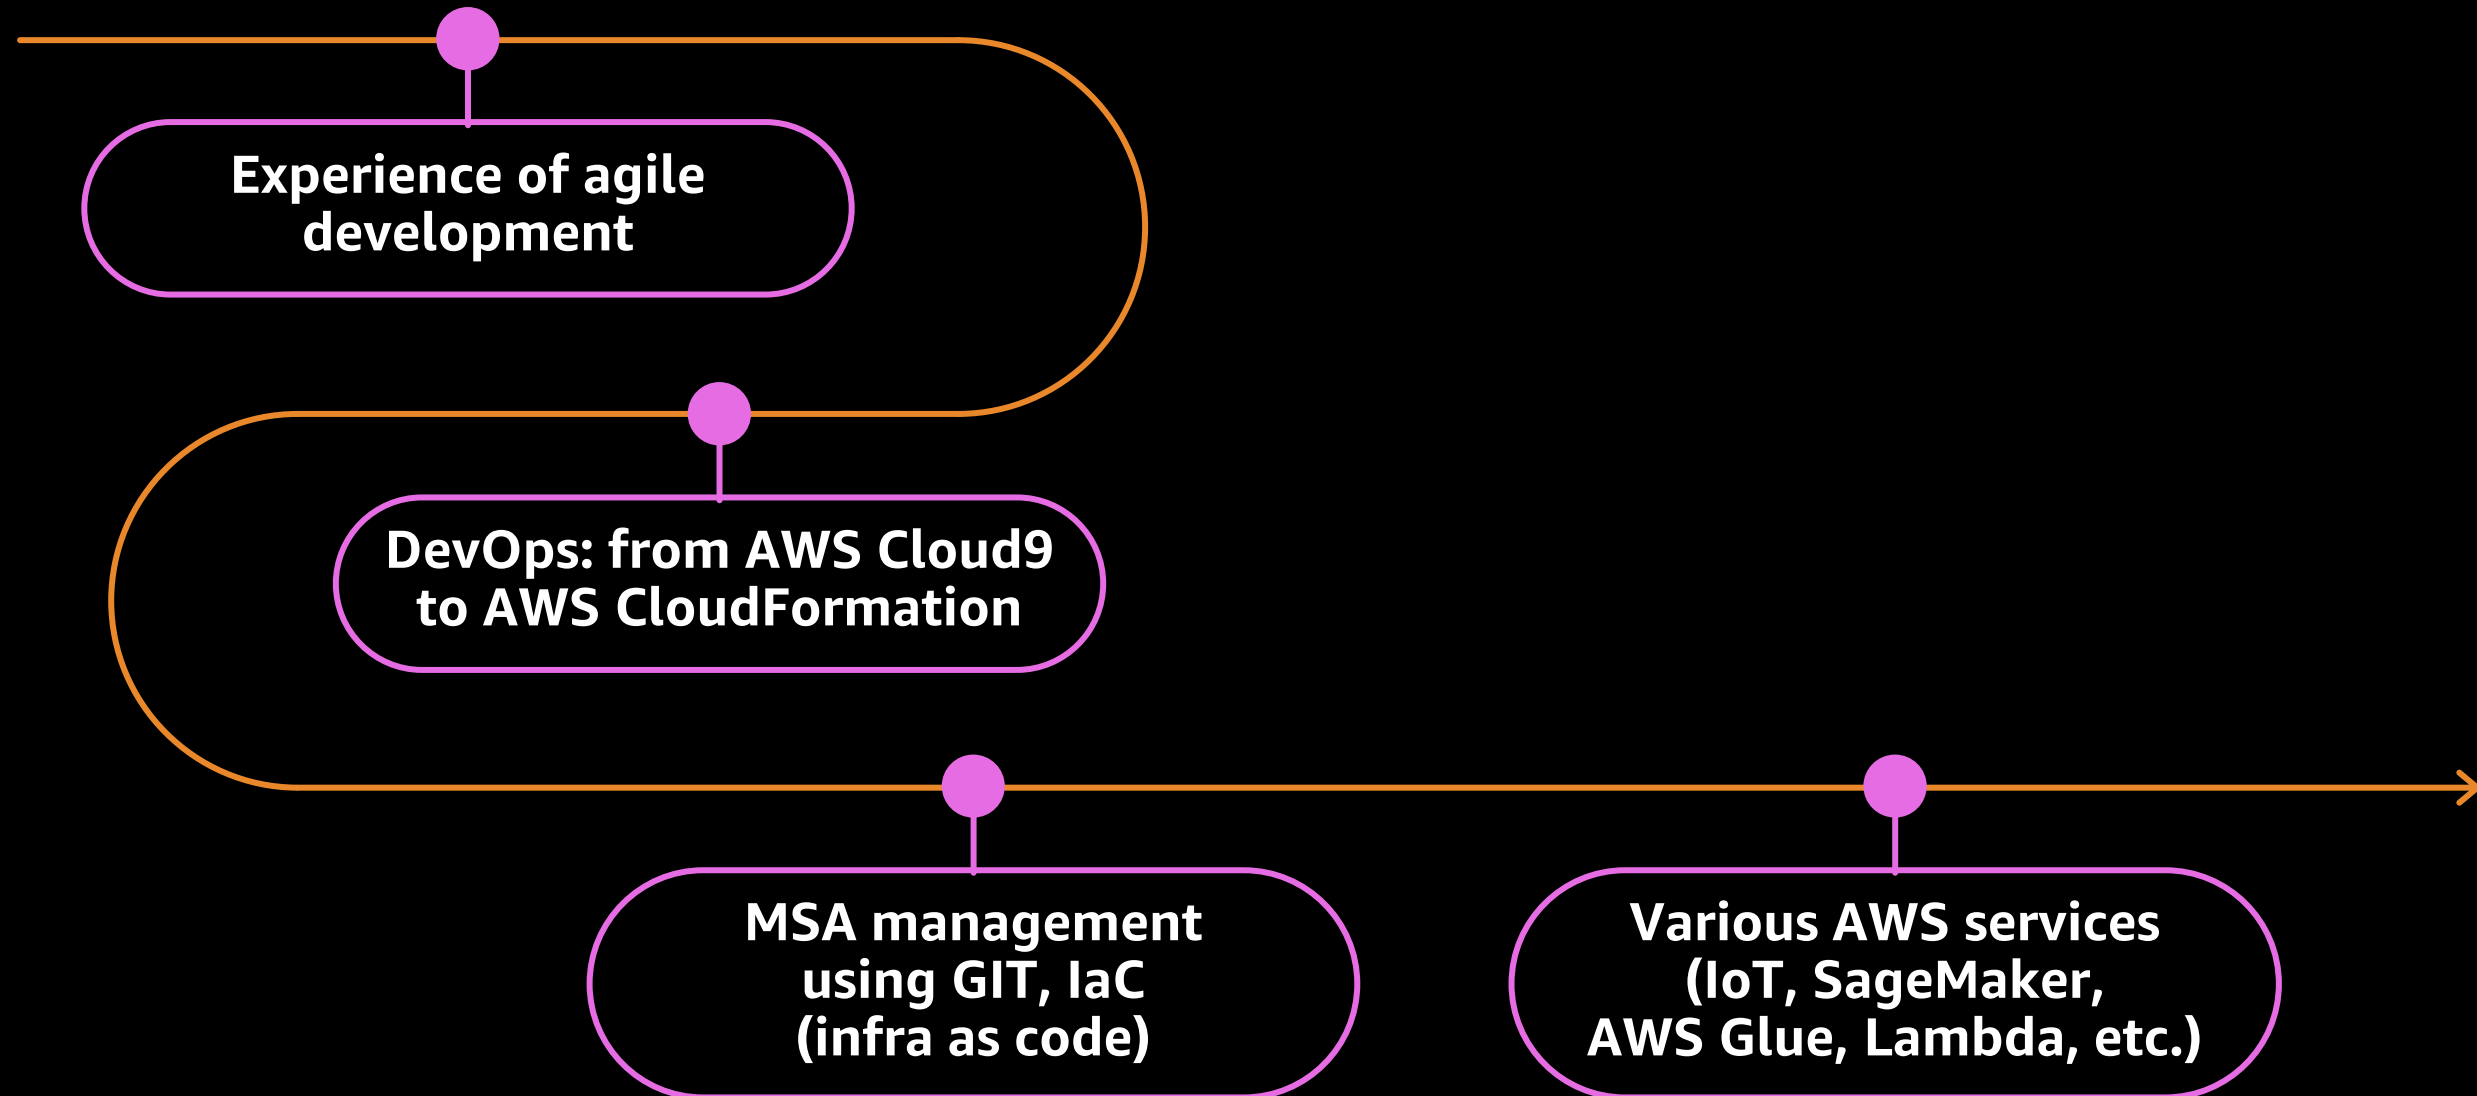 Experience of agile
development
DevOps: from AWS Cloud9
to AWS CloudFormation
MSA management
using GIT, IaC
(infra as code)
Various AWS services
(IoT, SageMaker,
AWS Glue, Lambda, etc.)